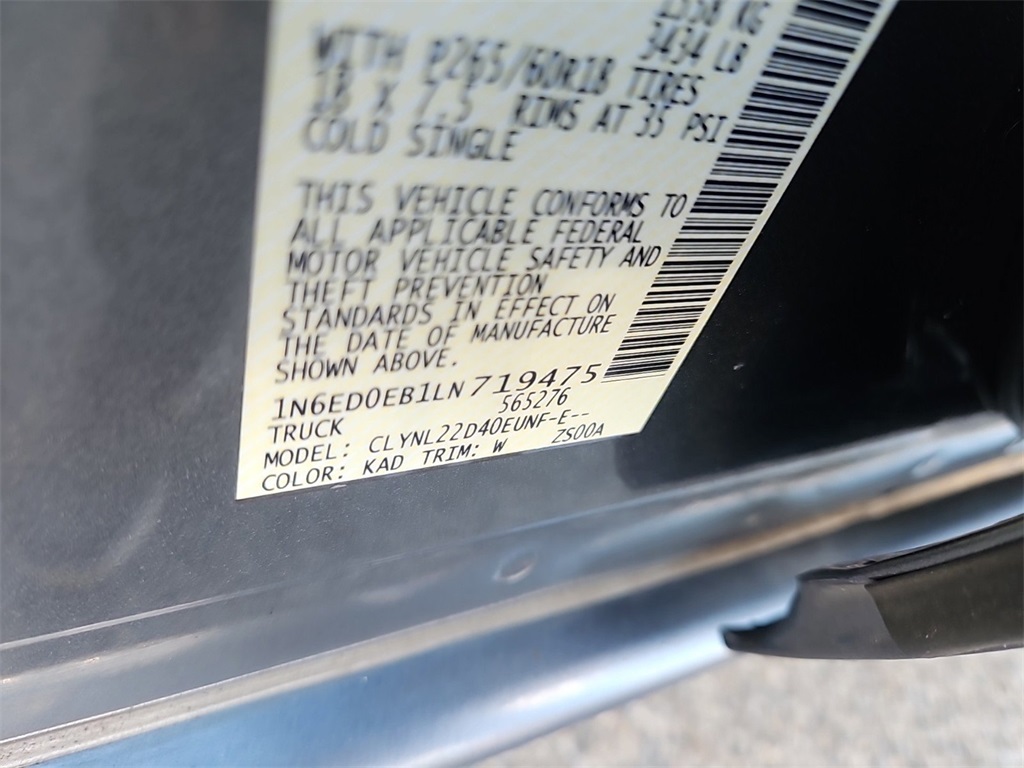 1558 KG
3434 LB
WITH P265/60R18 TIRES
18 X 7.5 RIMS AT 35 PSI
COLD SINGLE
THIS VEHICLE CONFORMS TO
ALL APPLICABLE FEDERAL
MOTOR VEHICLE SAFETY AND
THEFT PREVENTION
STANDARDS IN EFFECT ON
THE DATE OF MANUFACTURE
SHOWN ABOVE.
1N6ED0EB1LN719475
TRUCK 565276
MODEL: CLYNL22D40EUNF-E--
COLOR: KAD TRIM: W ZS00A